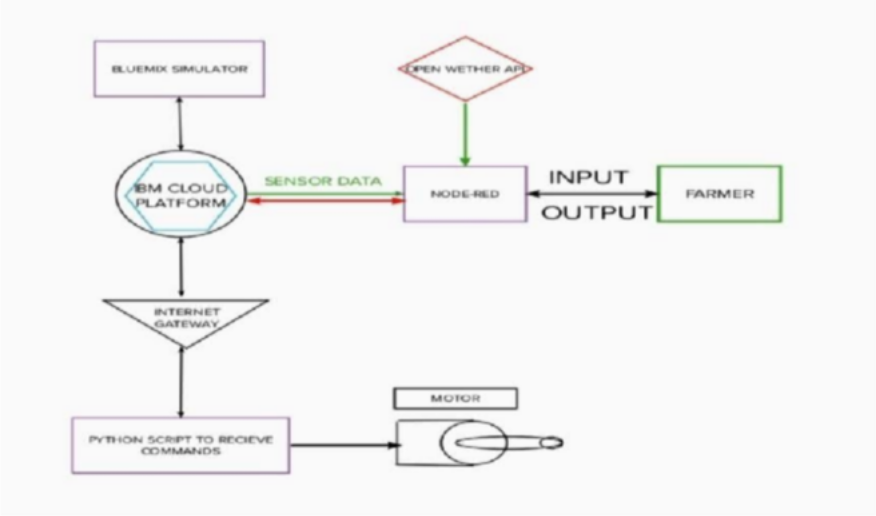 BLUEMIX SIMULATOR
OPEN WETHER API
IBM CLOUD
PLATFORM
SENSOR DATA
NODE-RED
INPUT
OUTPUT
FARMER
INTERNET
GATEWAY
MOTOR
PYTHON SCRIPT TO RECIEVE
COMMANDS